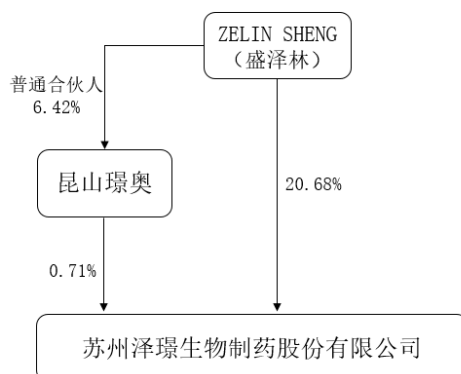 ZELIN SHENG
（盛泽林）
普通合伙人
6.42%
昆山璟奥
20.68%
0.71%
苏州泽璟生物制药股份有限公司